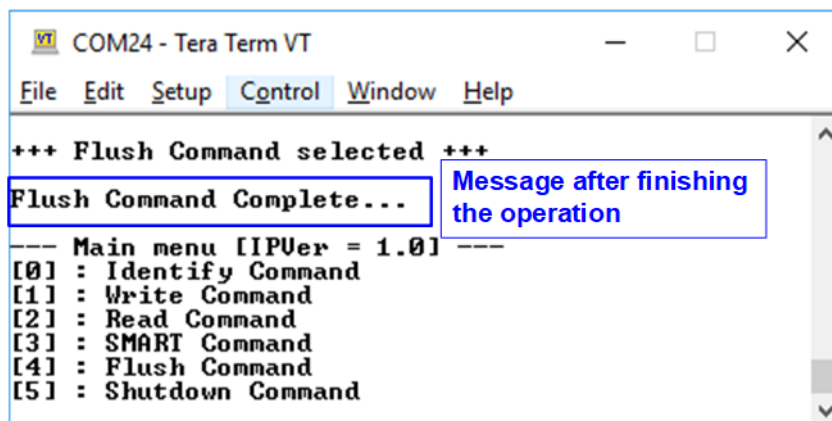 COM24 - Tera Term VT
File Edit Setup Control Window Help
+++ Flush Command selected +++
Flush Command Complete...
Message after finishing
the operation
--- Main menu [IPVer = 1.0] ---
[0] : Identify Command
[1] : Write Command
[2] : Read Command
[3] : SMART Command
[4] : Flush Command
[5] : Shutdown Command